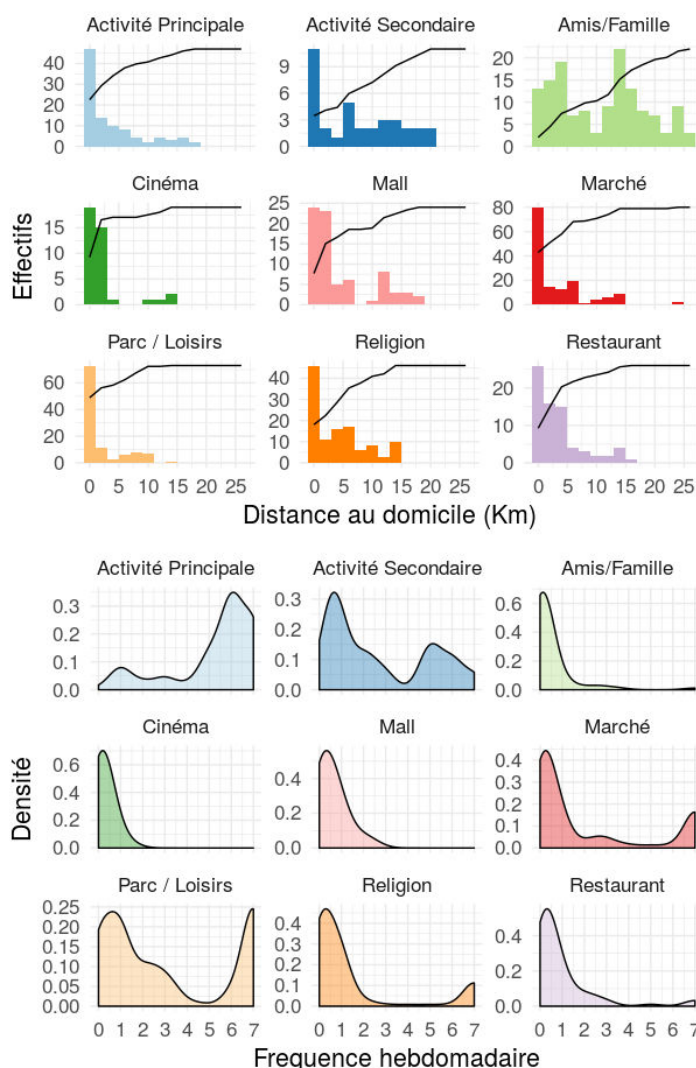 Activité Principale
Activité Secondaire
Amis/Famille
40
30
20
10
0
9
6
3
0
20
15
10
5
0
Cinéma
Mall
Marché
15
10
5
0
25
20
15
10
5
0
80
60
40
20
0
Effectifs
Parc / Loisirs
Religion
Restaurant
60
40
20
0
40
30
20
10
0
20
10
0
0 5 10 15 20 25
0 5 10 15 20 25
0 5 10 15 20 25
Distance au domicile (Km)
Activité Principale
Activité Secondaire
Amis/Famille
0.3
0.2
0.1
0.0
0.3
0.2
0.1
0.0
0.6
0.4
0.2
0.0
Cinéma
Mall
Marché
0.6
0.4
0.2
0.0
0.4
0.2
0.0
0.4
0.3
0.2
0.1
0.0
Densité
Parc / Loisirs
Religion
Restaurant
0.25
0.20
0.15
0.10
0.05
0.00
0.4
0.3
0.2
0.1
0.0
0.4
0.2
0.0
0 1 2 3 4 5 6 7
0 1 2 3 4 5 6 7
0 1 2 3 4 5 6 7
Frequence hebdomadaire